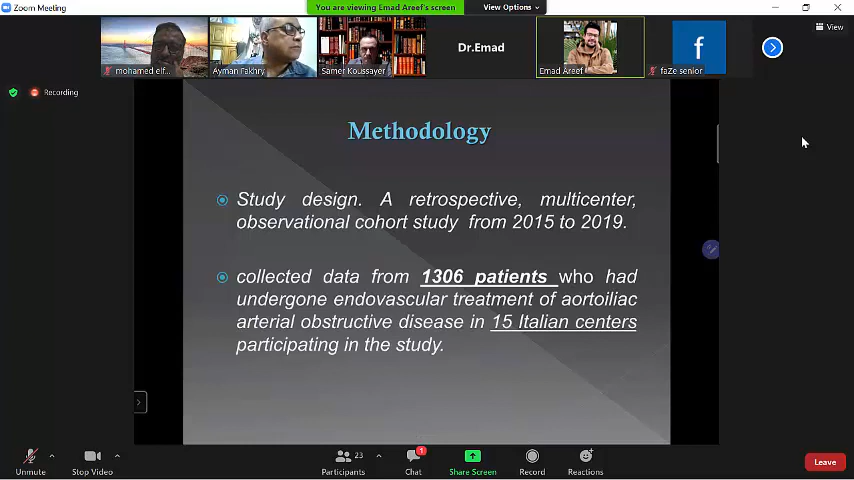 Zoom Meeting
You are viewing Emad Areef's screen
View Options
View
mohamed elf...
Ayman Fakhry
Samer Koussayer
Dr.Emad
Emad Areef
f
faZe senior
Recording
Methodology
Study design. A retrospective, multicenter,
observational cohort study from 2015 to 2019.
collected data from 1306 patients who had
undergone endovascular treatment of aortoiliac
arterial obstructive disease in 15 Italian centers
participating in the study.
Unmute
Stop Video
23
Participants
1
Chat
Share Screen
Record
Reactions
Leave